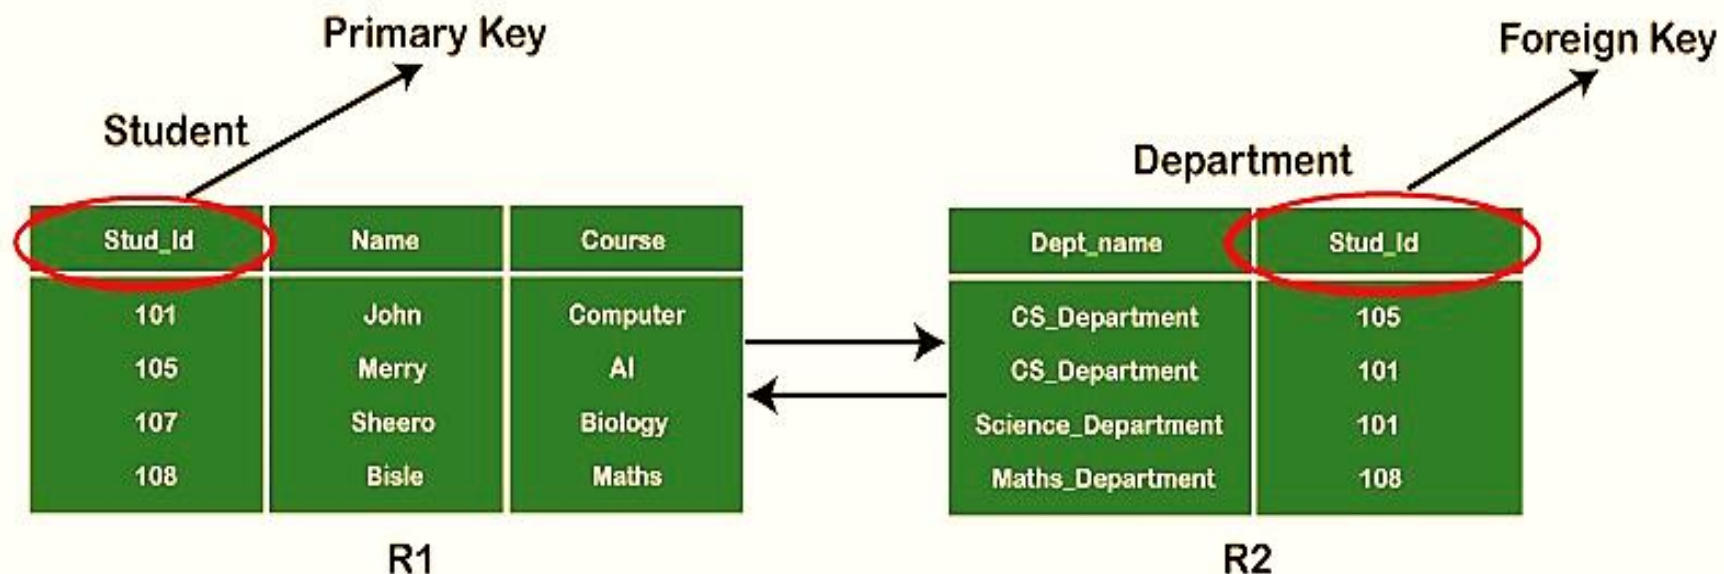 Primary Key
Foreign Key
Student
Department
Stud_Id Name Course
101 John Computer
105 Merry AI
107 Sheero Biology
108 Bisle Maths
R1
Dept_name Stud_Id
CS_Department 105
CS_Department 101
Science_Department 101
Maths_Department 108
R2